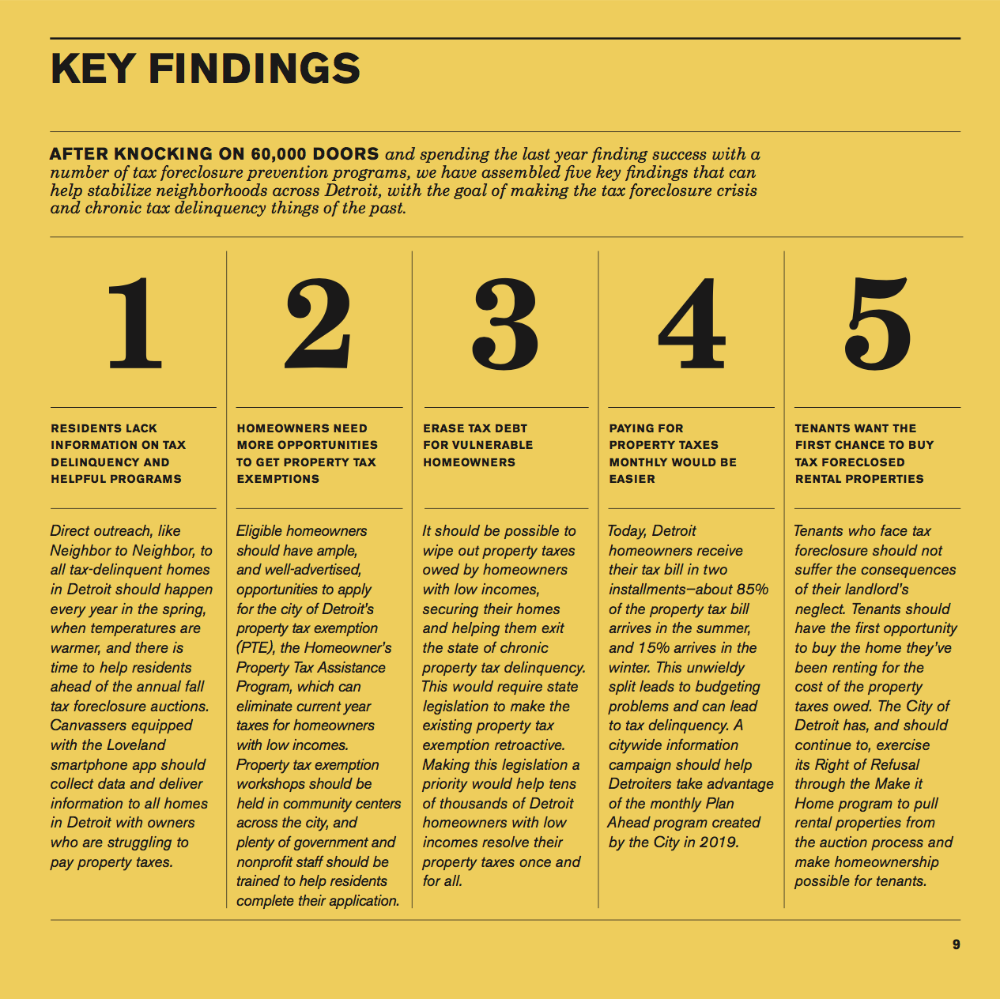 KEY FINDINGS
AFTER KNOCKING ON 60,000 DOORS and spending the last year finding success with a
number of tax foreclosure prevention programs, we have assembled five key findings that can
help stabilize neighborhoods across Detroit, with the goal of making the tax foreclosure crisis
and chronic tax delinquency things of the past.
1
RESIDENTS LACK
INFORMATION ON TAX
DELINQUENCY AND
HELPFUL PROGRAMS
Direct outreach, like
Neighbor to Neighbor, to
all tax-delinquent homes
in Detroit should happen
every year in the spring,
when temperatures are
warmer, and there is
time to help residents
ahead of the annual fall
tax foreclosure auctions.
Canvassers equipped
with the Loveland
smartphone app should
collect data and deliver
information to all homes
in Detroit with owners
who are struggling to
pay property taxes.
2
HOMEOWNERS NEED
MORE OPPORTUNITIES
TO GET PROPERTY TAX
EXEMPTIONS
Eligible homeowners
should have ample,
and well-advertised,
opportunities to apply
for the city of Detroit's
property tax exemption
(PTE), the Homeowner's
Property Tax Assistance
Program, which can
eliminate current year
taxes for homeowners
with low incomes.
Property tax exemption
workshops should be
held in community centers
across the city, and
plenty of government and
nonprofit staff should be
trained to help residents
complete their application.
3
ERASE TAX DEBT
FOR VULNERABLE
HOMEOWNERS
It should be possible to
wipe out property taxes
owed by homeowners
with low incomes,
securing their homes
and helping them exit
the state of chronic
property tax delinquency.
This would require state
legislation to make the
existing property tax
exemption retroactive.
Making this legislation a
priority would help tens
of thousands of Detroit
homeowners with low
incomes resolve their
property taxes once and
for all.
4
PAYING FOR
PROPERTY TAXES
MONTHLY WOULD BE
EASIER
Today, Detroit
homeowners receive
their tax bill in two
installments—about 85%
of the property tax bill
arrives in the summer,
and 15% arrives in the
winter. This unwieldy
split leads to budgeting
problems and can lead
to tax delinquency. A
citywide information
campaign should help
Detroiters take advantage
of the monthly Plan
Ahead program created
by the City in 2019.
5
TENANTS WANT THE
FIRST CHANCE TO BUY
TAX FORECLOSED
RENTAL PROPERTIES
Tenants who face tax
foreclosure should not
suffer the consequences
of their landlord's
neglect. Tenants should
have the first opportunity
to buy the home they've
been renting for the
cost of the property
taxes owed. The City of
Detroit has, and should
continue to, exercise
its Right of Refusal
through the Make it
Home program to pull
rental properties from
the auction process and
make homeownership
possible for tenants.
9